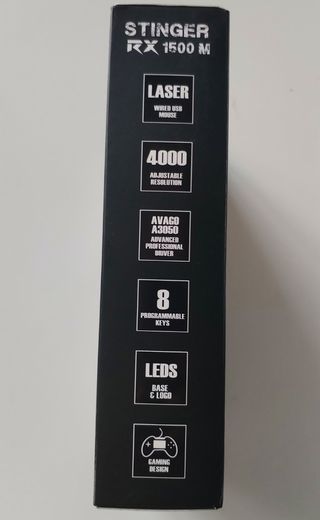 STINGER
RX 1500 M
LASER
WIRED USB
MOUSE
4000
ADJUSTABLE
RESOLUTION
AVAGO
A3050
ADVANCED
PROFESSIONAL
DRIVER
8
PROGRAMMABLE
KEYS
LEDS
BASE
& LOGO
GAMING
DESIGN